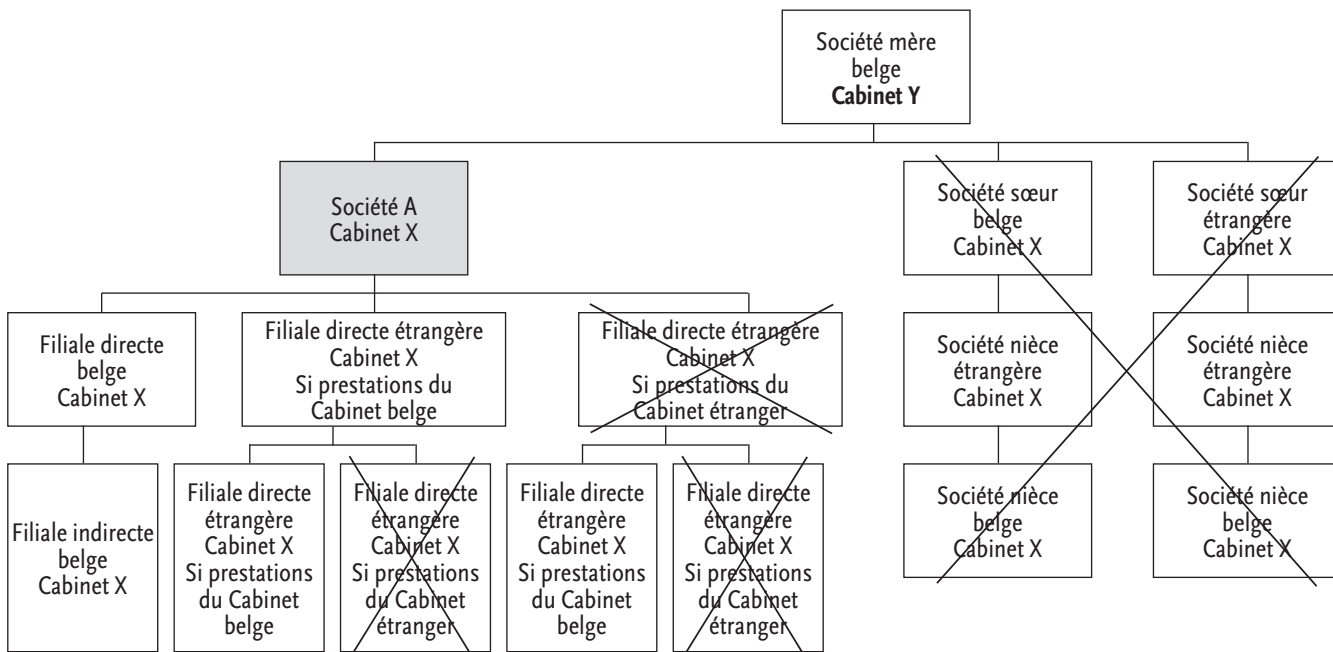 Société mère
belge
Cabinet Y
Société A
Cabinet X
Société sœur
belge
Cabinet X
Société sœur
étrangère
Cabinet X
Filiale directe
belge
Cabinet X
Filiale directe étrangère
Cabinet X
Si prestations du
Cabinet belge
Filiale directe étrangère
Cabinet X
Si prestations du
Cabinet étranger
Société nièce
étrangère
Cabinet X
Société nièce
étrangère
Cabinet X
Filiale indirecte
belge
Cabinet X
Filiale directe
étrangère
Cabinet X
Si prestations
du Cabinet
belge
Filiale directe
étrangère
Cabinet X
Si prestations
du Cabinet
étranger
Filiale directe
étrangère
Cabinet X
Si prestations
du Cabinet
belge
Filiale directe
étrangère
Cabinet X
Si prestations
du Cabinet
étranger
Société nièce
belge
Cabinet X
Société nièce
belge
Cabinet X